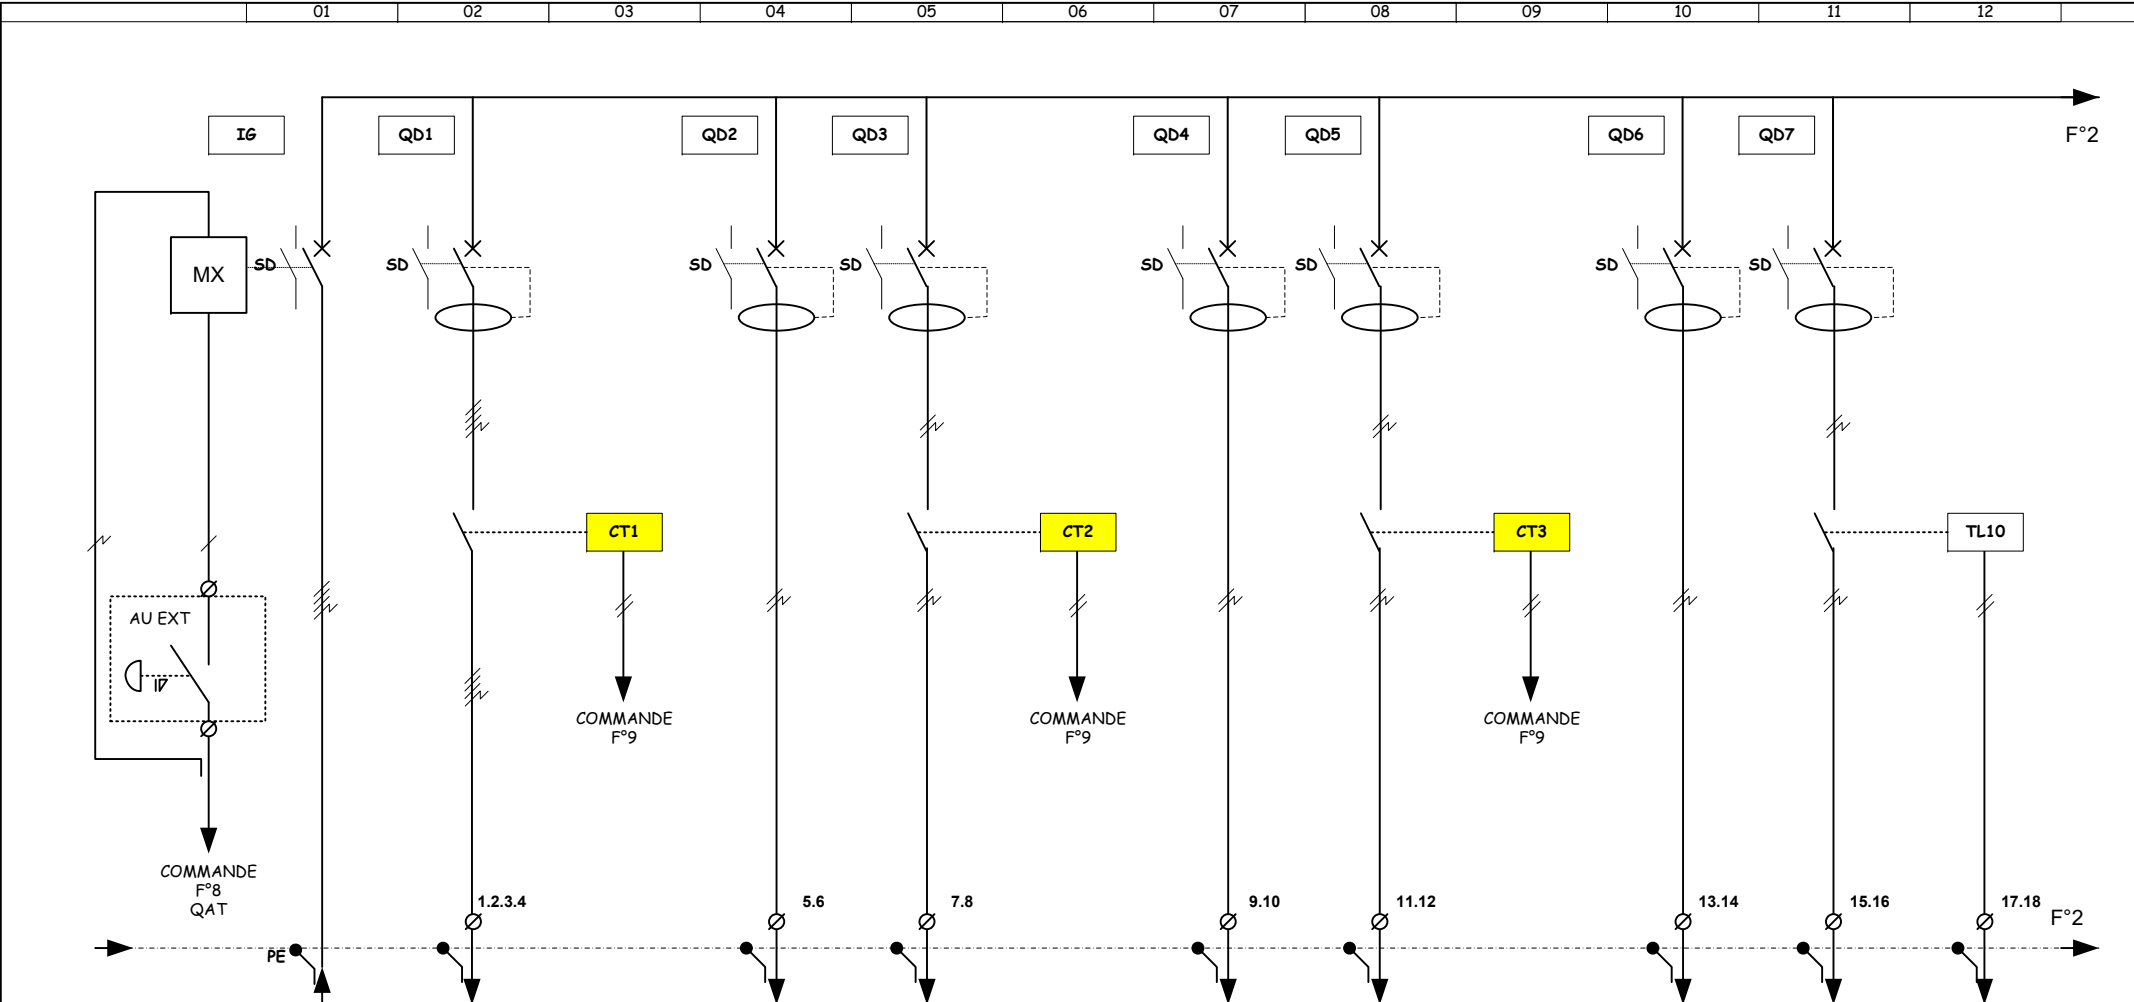 01 02 03 04 05 06 07 08 09 10 11 12
IG QD1 QD2 QD3 QD4 QD5 QD6 QD7 F°2
MX SD SD SD SD SD SD SD SD
CT1 CT2 CT3 TL10
AU EXT
COMMANDE COMMANDE COMMANDE
F°9 F°9 F°9
COMMANDE
F°8
QAT
1.2.3.4 5.6 7.8 9.10 11.12 13.14 15.16 17.18 F°2
PE